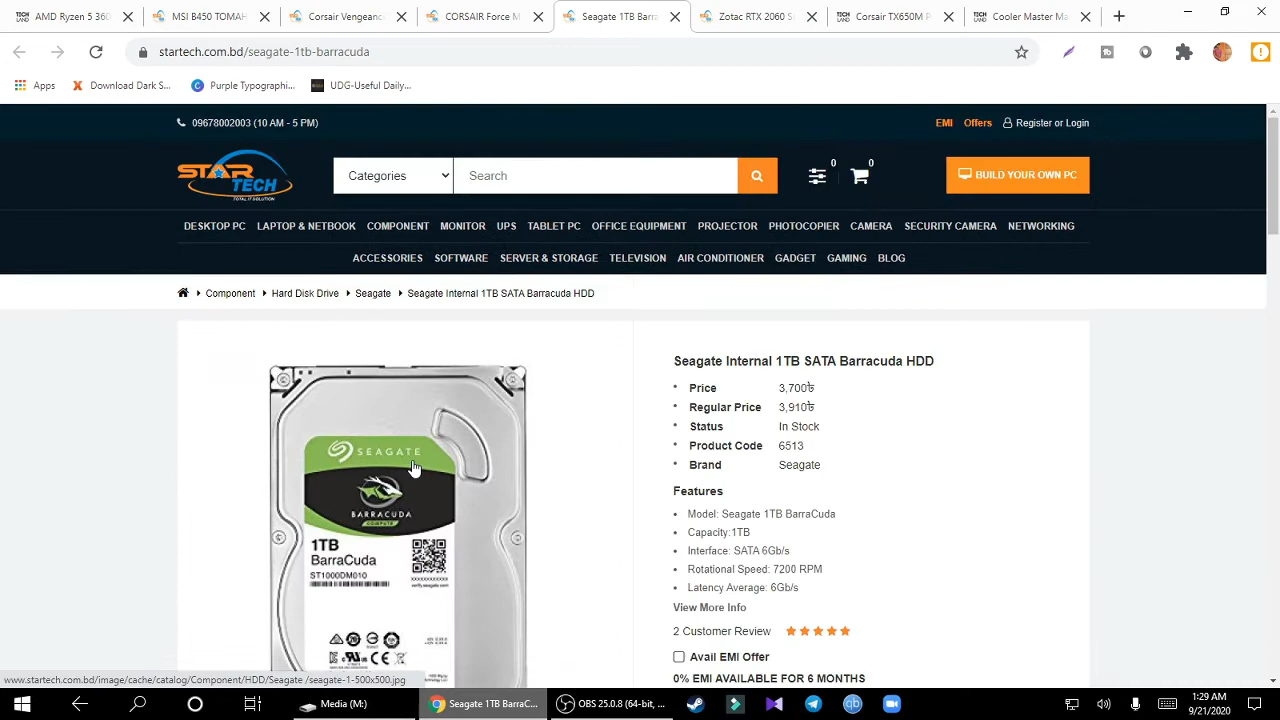 AMD Ryzen 5 360
MSI B450 TOMAH
Corsair Vengeanc
CORSAIR Force M
Seagate 1TB Barra
Zotac RTX 2060 S
Corsair TX650M P
Cooler Master Ma
startech.com.bd/seagate-1tb-barracuda
Apps
Download Dark S...
Purple Typographi...
UDG-Useful Daily...
09678002003 (10 AM - 5 PM)
EMI Offers Register or Login
STAR TECH
TOTAL IT SOLUTION
Categories
Search
0
0
BUILD YOUR OWN PC
DESKTOP PC LAPTOP & NETBOOK COMPONENT MONITOR UPS TABLET PC OFFICE EQUIPMENT PROJECTOR PHOTOCOPIER CAMERA SECURITY CAMERA NETWORKING
ACCESSORIES SOFTWARE SERVER & STORAGE TELEVISION AIR CONDITIONER GADGET GAMING BLOG
Component Hard Disk Drive Seagate Seagate Internal 1TB SATA Barracuda HDD
SEAGATE
BARRACUDA
COMPUTE
1TB
BarraCuda
ST1000DM010
Seagate Internal 1TB SATA Barracuda HDD
Price 3,700৳
Regular Price 3,910৳
Status In Stock
Product Code 6513
Brand Seagate
Features
Model: Seagate 1TB BarraCuda
Capacity:1TB
Interface: SATA 6Gb/s
Rotational Speed: 7200 RPM
Latency Average: 6Gb/s
View More Info
2 Customer Review
Avail EMI Offer
0% EMI AVAILABLE FOR 6 MONTHS
www.startech.com.bd/image/cache/catalog/Component/HDD/Seagate /seagate-1-500x500.jpg
Media (M:)
Seagate 1TB BarraC...
OBS 25.0.8 (64-bit, ...
1:29 AM
9/21/2020